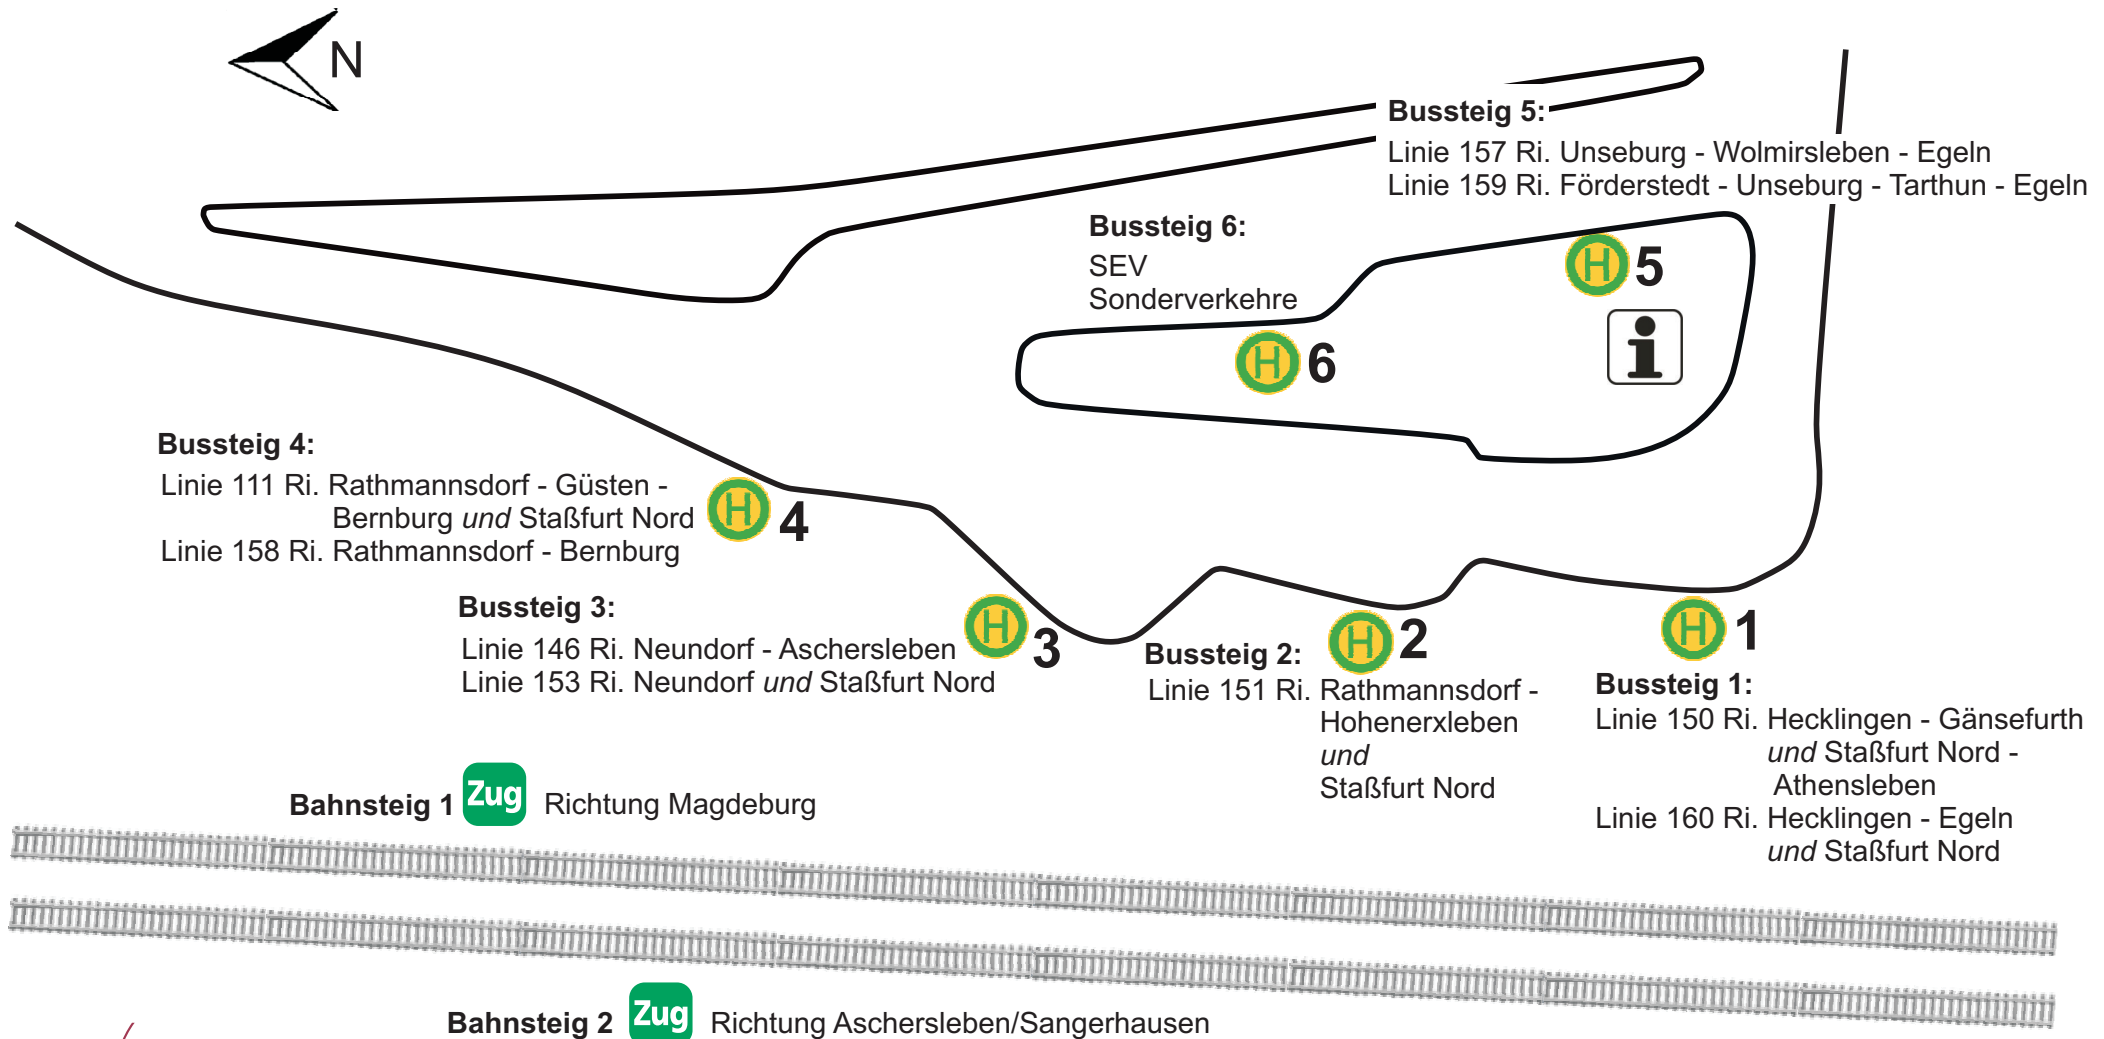 N
Bussteig 5:
Linie 157 Ri. Unseburg - Wolmirsleben - Egeln
Linie 159 Ri. Förderstedt - Unseburg - Tarthun - Egeln
Bussteig 6:
SEV
Sonderverkehre
H 5
i
H 6
Bussteig 4:
Linie 111 Ri. Rathmannsdorf - Güsten -
Bernburg und Staßfurt Nord
Linie 158 Ri. Rathmannsdorf - Bernburg
H 4
Bussteig 3:
Linie 146 Ri. Neundorf - Aschersleben
Linie 153 Ri. Neundorf und Staßfurt Nord
H 3
H 2
Bussteig 2:
Linie 151 Ri. Rathmannsdorf -
Hohenerxleben
und
Staßfurt Nord
H 1
Bussteig 1:
Linie 150 Ri. Hecklingen - Gänsefurth
und Staßfurt Nord -
Athensleben
Linie 160 Ri. Hecklingen - Egeln
und Staßfurt Nord
Bahnsteig 1 Zug Richtung Magdeburg
Bahnsteig 2 Zug Richtung Aschersleben/Sangerhausen